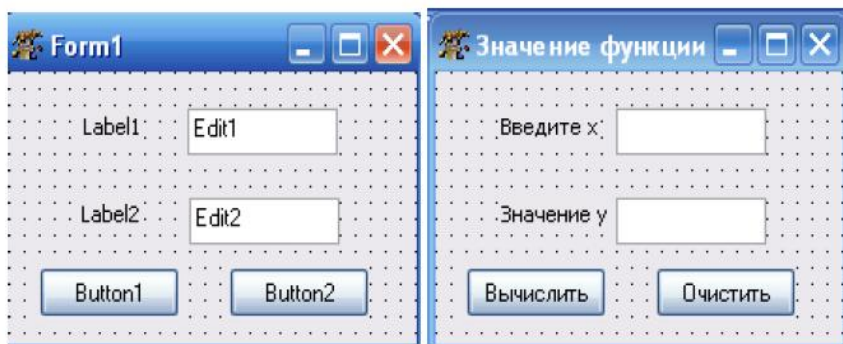 Form1
Label1
Edit1
Label2
Edit2
Button1
Button2
Значение функции
Введите x
Значение y
Вычислить
Очистить